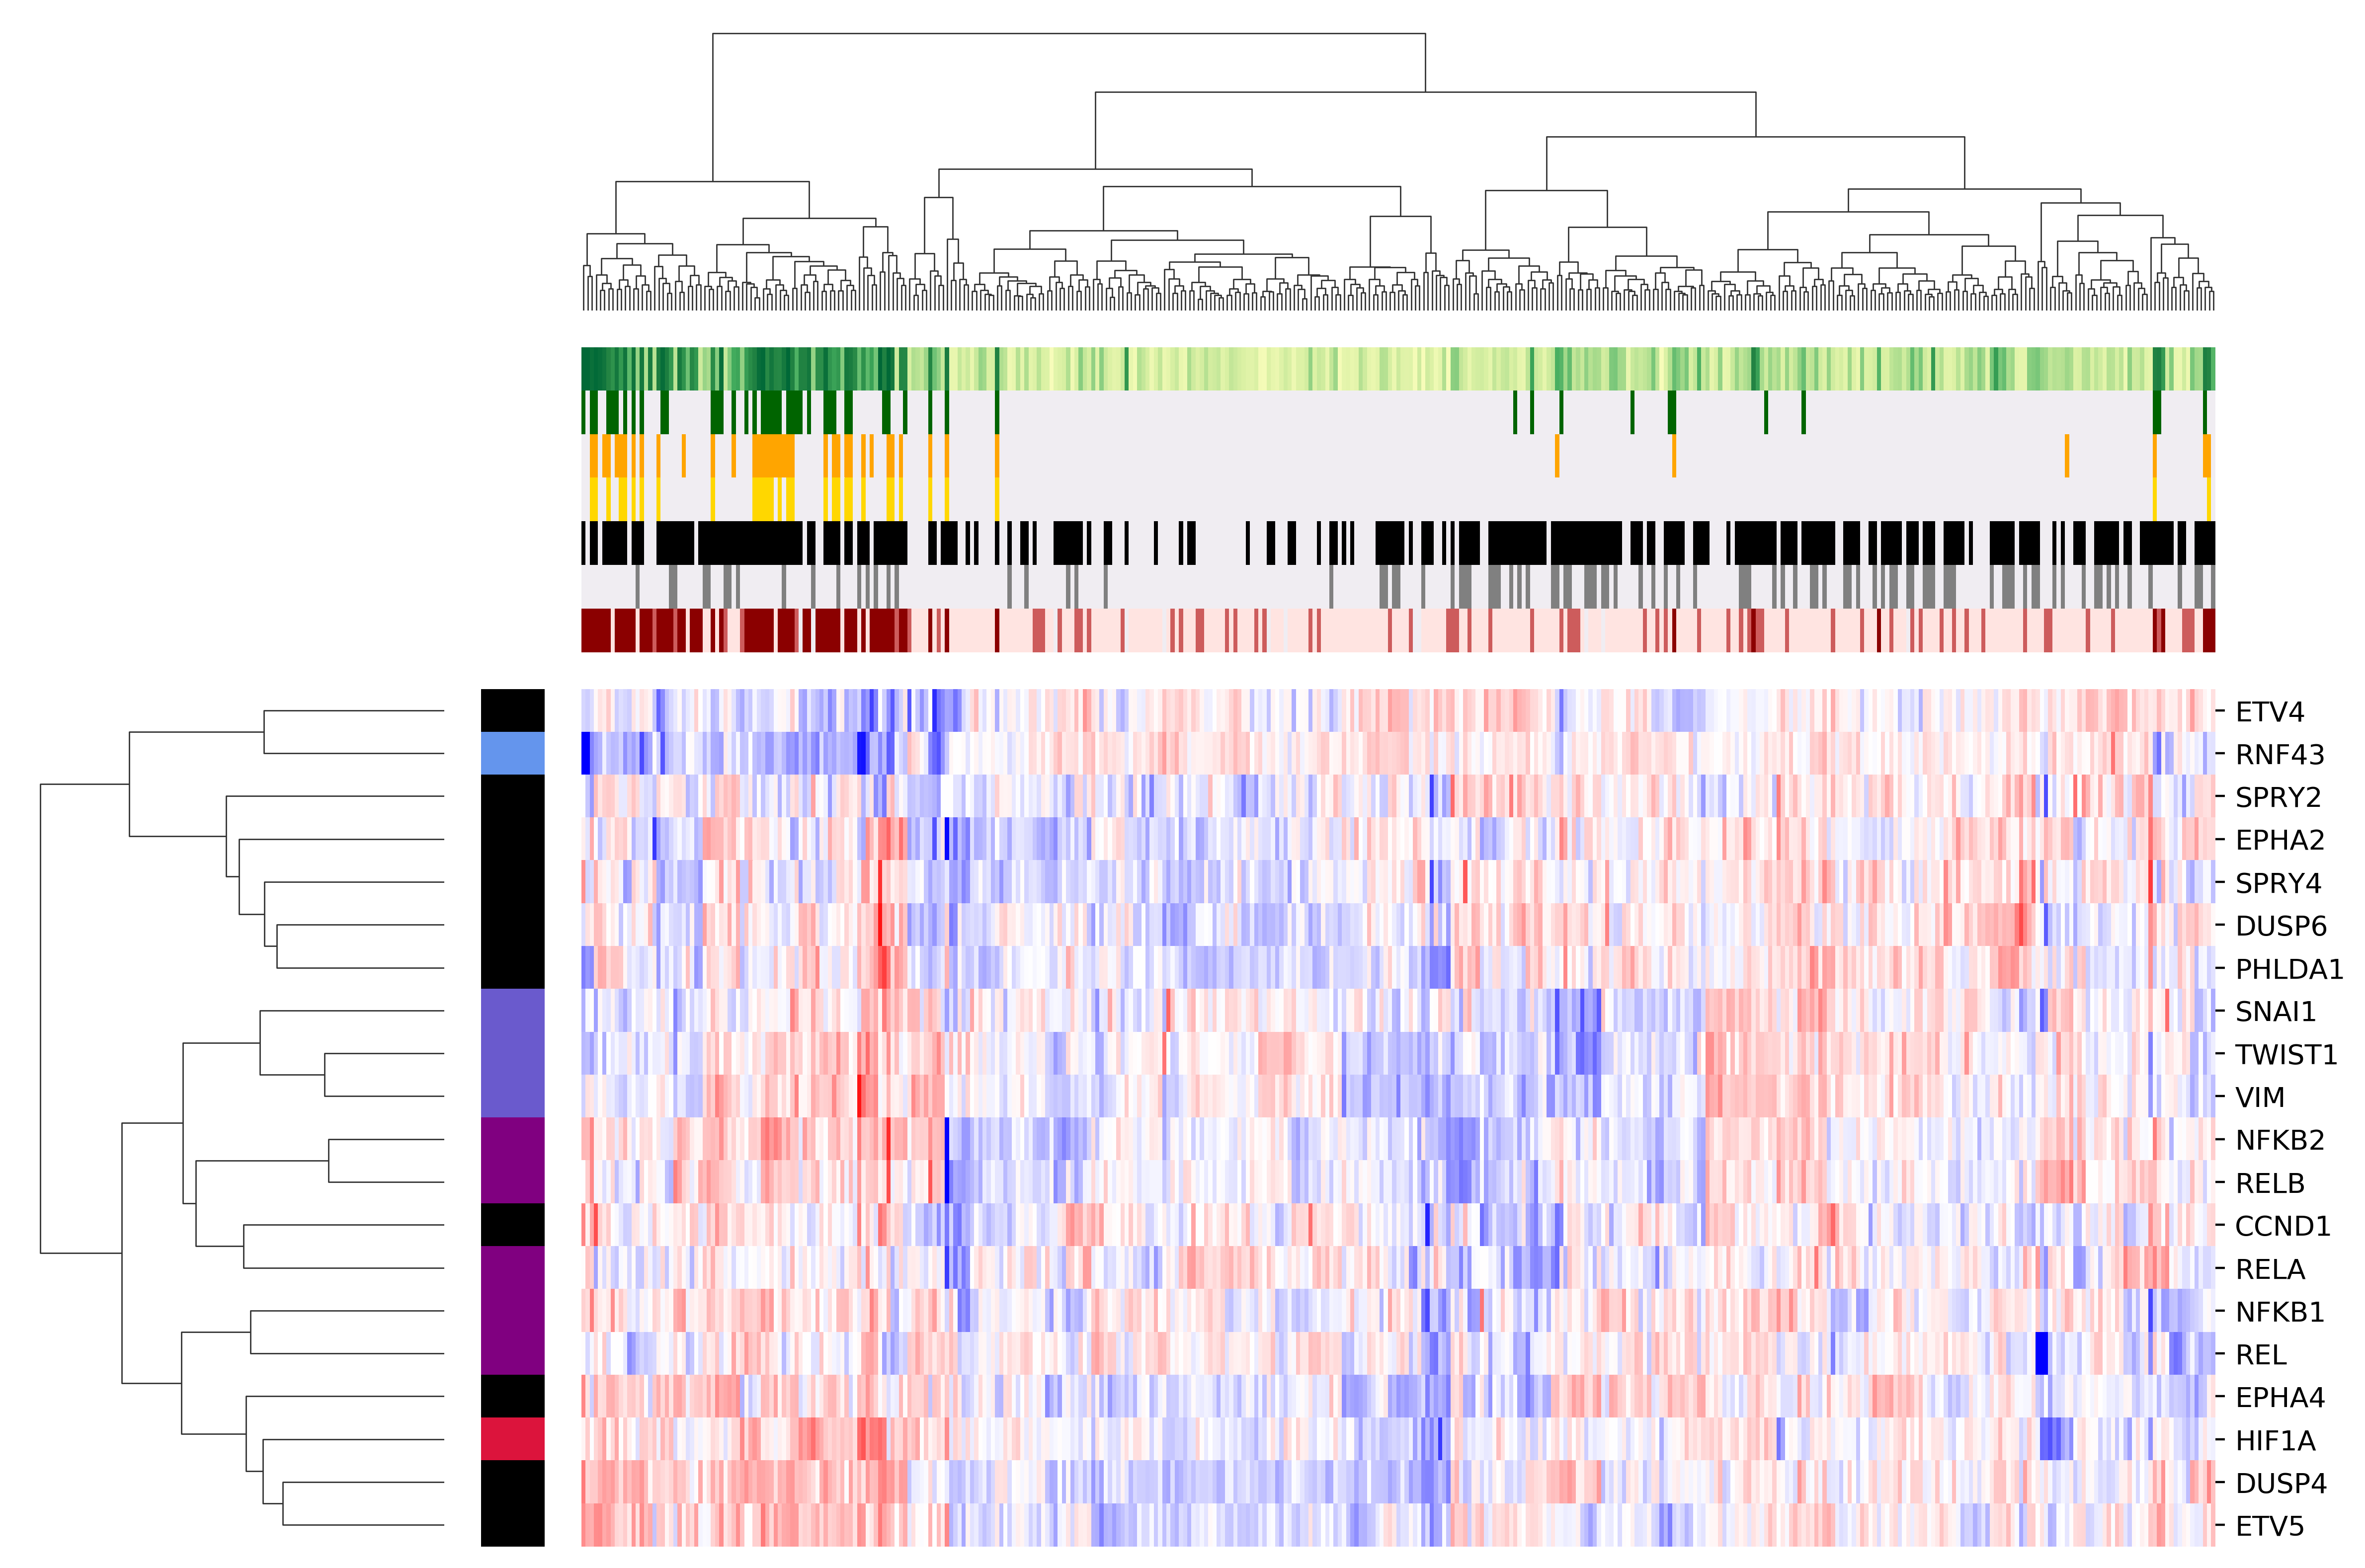 ETV4
RNF43
SPRY2
EPHA2
SPRY4
DUSP6
PHLDA1
SNAI1
TWIST1
VIM
NFKB2
RELB
CCND1
RELA
NFKB1
REL
EPHA4
HIF1A
DUSP4
ETV5